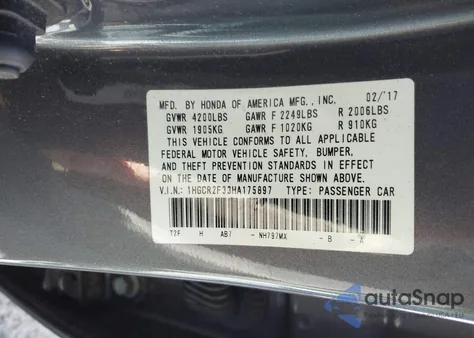 MFD. BY HONDA OF AMERICA MFG., INC. 02/'17
GVWR 4200LBS GAWR F 2249LBS R 2006LBS
GVWR 1905KG GAWR F 1020KG R 910KG
THIS VEHICLE CONFORMS TO ALL APPLICABLE
FEDERAL MOTOR VEHICLE SAFETY, BUMPER,
AND THEFT PREVENTION STANDARDS IN EFFECT ON
THE DATE OF MANUFACTURE SHOWN ABOVE.
V.I.N.: 1HGCR2F33HA175897 TYPE: PASSENGER CAR
T2F H AB7 - NH797MX - B - X
autoSnap